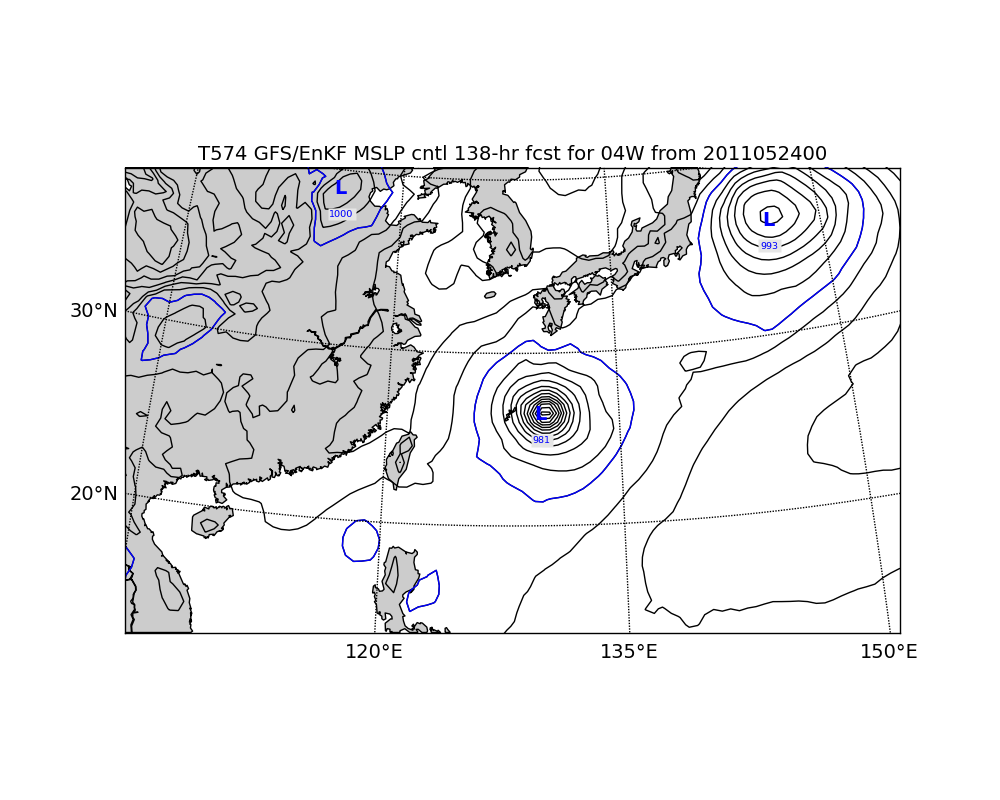 T574 GFS/EnKF MSLP cntl 138-hr fcst for 04W from 2011052400
L
1000
L
993
30°N
L
981
20°N
120°E 135°E 150°E